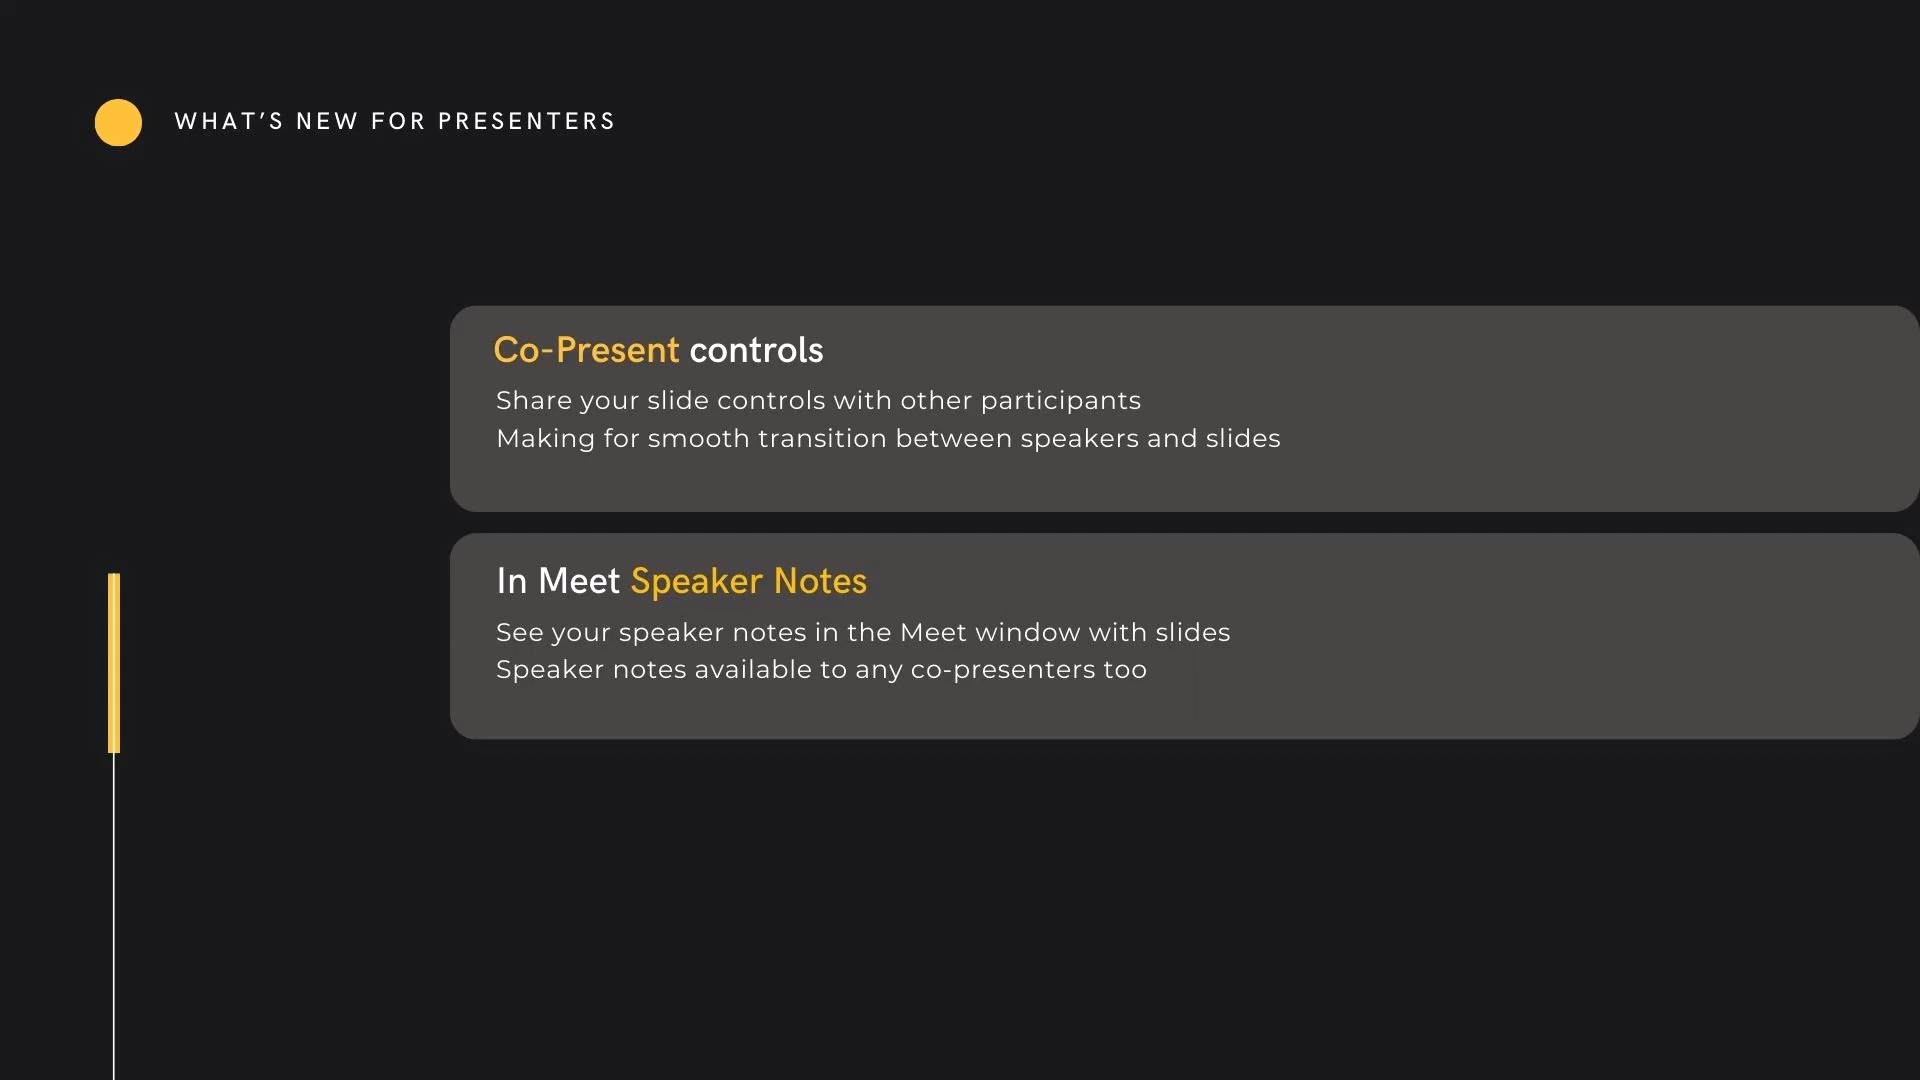 WHAT’S NEW FOR PRESENTERS
Co-Present controls
Share your slide controls with other participants
Making for smooth transition between speakers and slides
In Meet Speaker Notes
See your speaker notes in the Meet window with slides
Speaker notes available to any co-presenters too